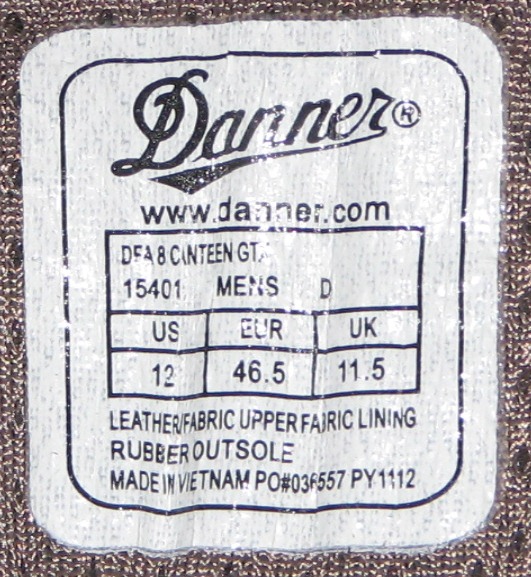 Danner®
www.danner.com
DFA 8 CANTEEN GTX
15401 MENS D
US EUR UK
12 46.5 11.5
LEATHER/FABRIC UPPER FABRIC LINING
RUBBER OUTSOLE
MADE IN VIETNAM PO#036557 PY1112